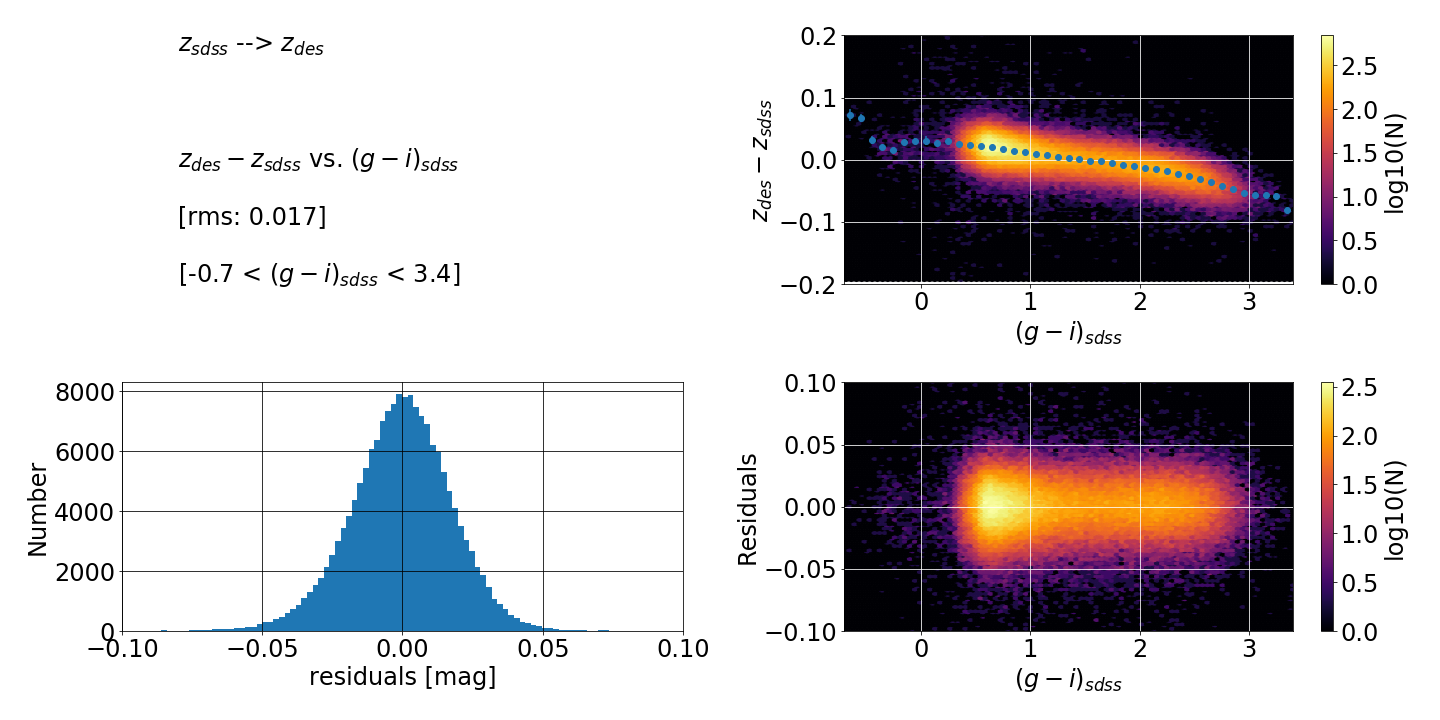 z_sdss --> z_des
z_des − z_sdss vs. (g − i)_sdss
[rms: 0.017]
[-0.7 < (g − i)_sdss < 3.4]
0.2
0.1
0.0
−0.1
−0.2
z_des − z_sdss
0 1 2 3
(g − i)_sdss
2.5
2.0
1.5
1.0
0.5
0.0
log10(N)
8000
6000
4000
2000
0
Number
−0.10 −0.05 0.00 0.05 0.10
residuals [mag]
0.10
0.05
0.00
−0.05
−0.10
Residuals
0 1 2 3
(g − i)_sdss
2.5
2.0
1.5
1.0
0.5
0.0
log10(N)